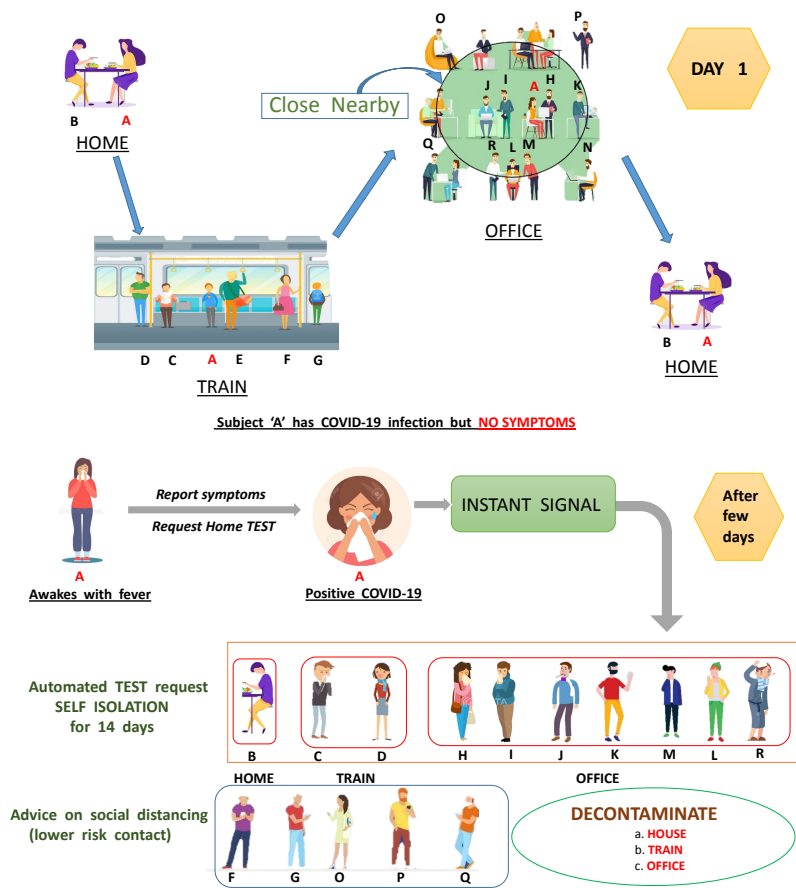 O
P
DAY 1
J I A H K
Close Nearby
B A
HOME
Q R L M N
OFFICE
D C A E F G
TRAIN
B A
HOME
Subject ‘A’ has COVID-19 infection but NO SYMPTOMS
Report symptoms
Request Home TEST
INSTANT SIGNAL
After
few
days
A
Awakes with fever
A
Positive COVID-19
Automated TEST request
SELF ISOLATION
for 14 days
B C D H I J K M L R
HOME TRAIN OFFICE
Advice on social distancing
(lower risk contact)
F G O P Q
DECONTAMINATE
a. HOUSE
b. TRAIN
c. OFFICE